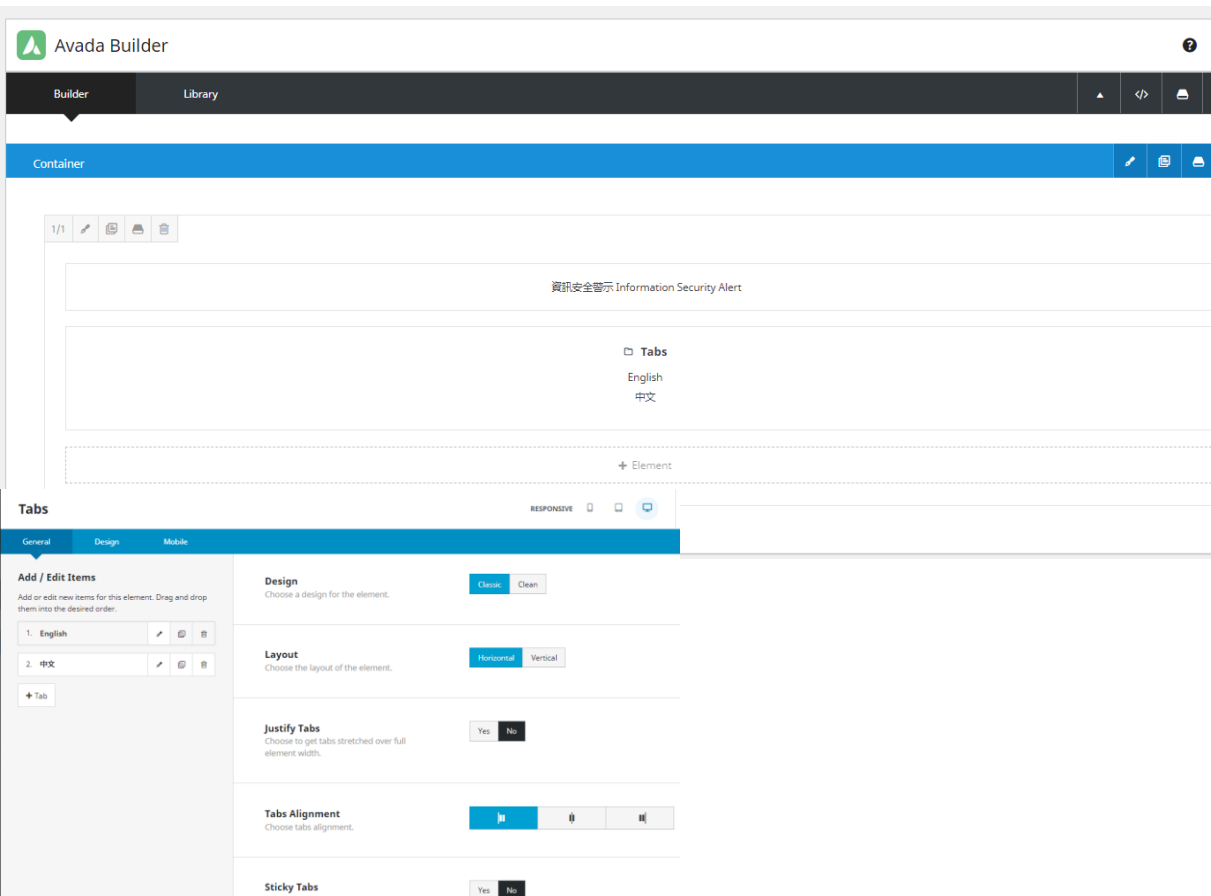 Avada Builder
Builder
Library
</>
Container
1/1
資訊安全警示 Information Security Alert
Tabs
English
中文
+ Element
Tabs
RESPONSIVE
General
Design
Mobile
Add / Edit Items
Add or edit new items for this element. Drag and drop
them into the desired order.
1. English
2. 中文
+ Tab
Design
Choose a design for the element.
Classic
Clean
Layout
Choose the layout of the element.
Horizontal
Vertical
Justify Tabs
Choose to get tabs stretched over full
element width.
Yes
No
Tabs Alignment
Choose tabs alignment.
Sticky Tabs
Yes
No